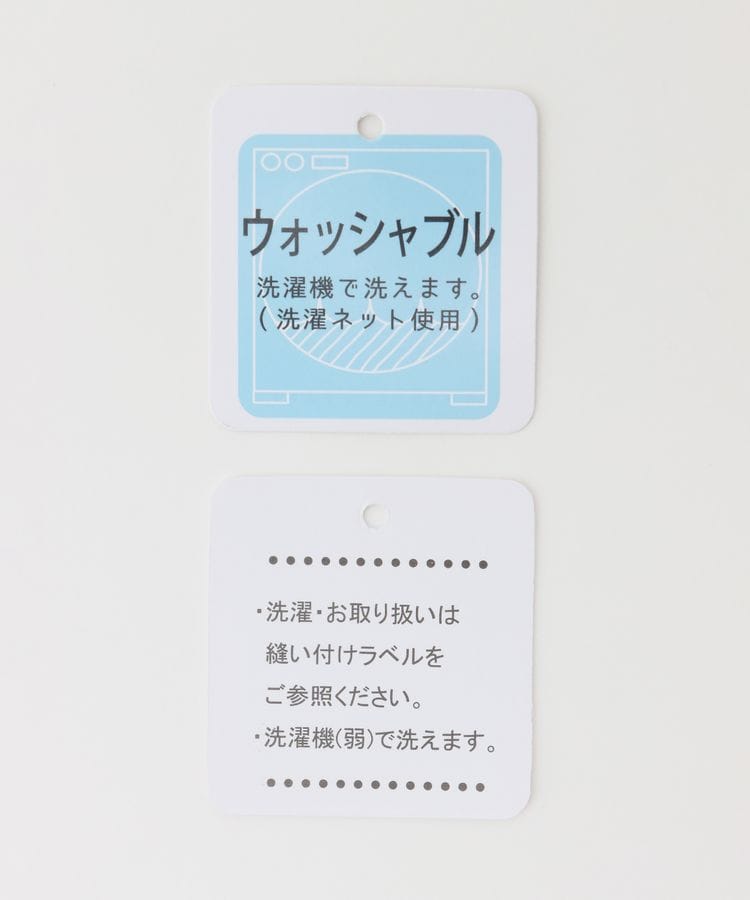 ウォッシャブル
洗濯機で洗えます。
(洗濯ネット使用)
・洗濯・お取り扱いは
縫い付けラベルを
ご参照ください。
・洗濯機(弱)で洗えます。